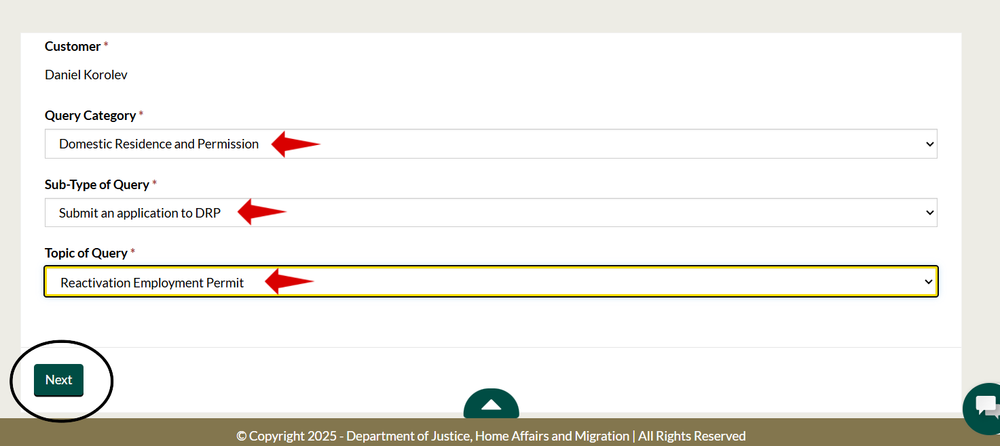 Customer *
Daniel Korolev
Query Category *
Domestic Residence and Permission
Sub-Type of Query *
Submit an application to DRP
Topic of Query *
Reactivation Employment Permit
Next
© Copyright 2025 - Department of Justice, Home Affairs and Migration | All Rights Reserved